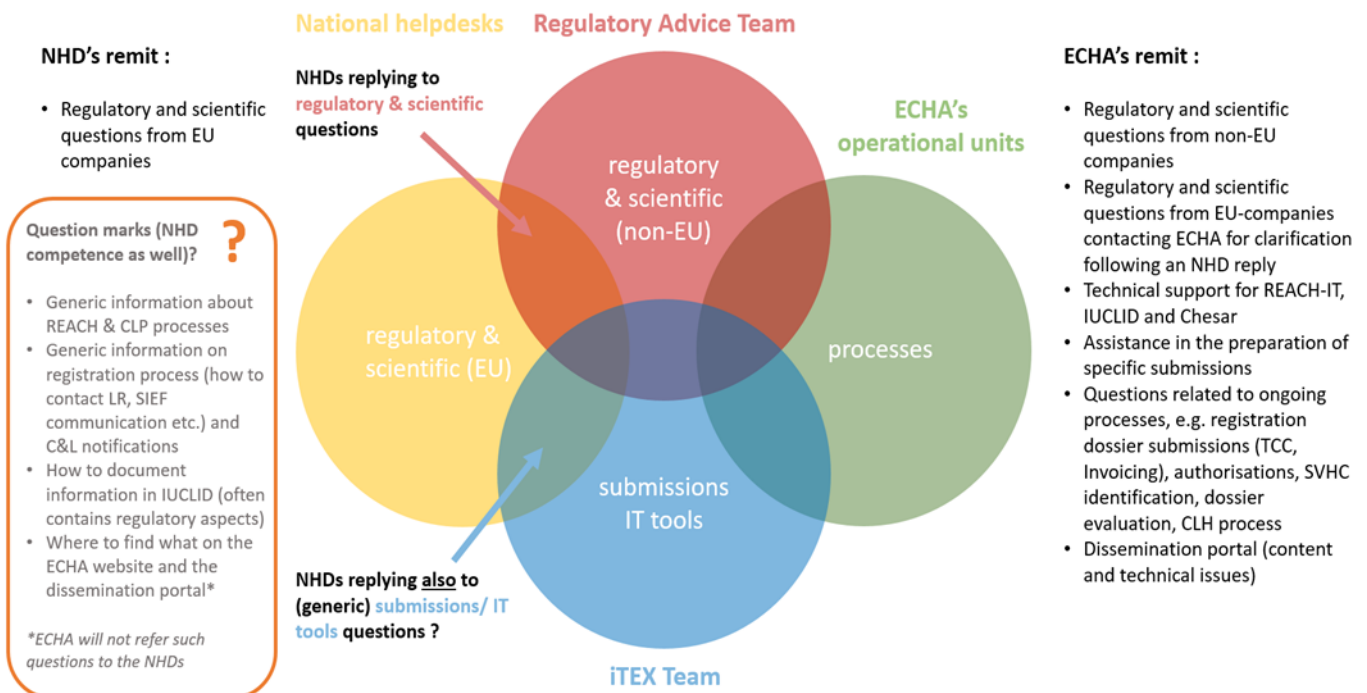 National helpdesks
Regulatory Advice Team
NHD's remit :
• Regulatory and scientific
questions from EU
companies
Question marks (NHD
competence as well)?
?
• Generic information about
REACH & CLP processes
• Generic information on
registration process (how to
contact LR, SIEF
communication etc.) and
C&L notifications
• How to document
information in IUCLID (often
contains regulatory aspects)
• Where to find what on the
ECHA website and the
dissemination portal*
*ECHA will not refer such
questions to the NHDs
NHDs replying to
regulatory & scientific
questions
regulatory
& scientific
(non-EU)
ECHA's
operational units
regulatory &
scientific (EU)
processes
submissions
IT tools
NHDs replying also to
(generic) submissions/ IT
tools questions ?
iTEX Team
ECHA's remit :
• Regulatory and scientific
questions from non-EU
companies
• Regulatory and scientific
questions from EU-companies
contacting ECHA for clarification
following an NHD reply
• Technical support for REACH-IT,
IUCLID and Chesar
• Assistance in the preparation of
specific submissions
• Questions related to ongoing
processes, e.g. registration
dossier submissions (TCC,
Invoicing), authorisations, SVHC
identification, dossier
evaluation, CLH process
• Dissemination portal (content
and technical issues)